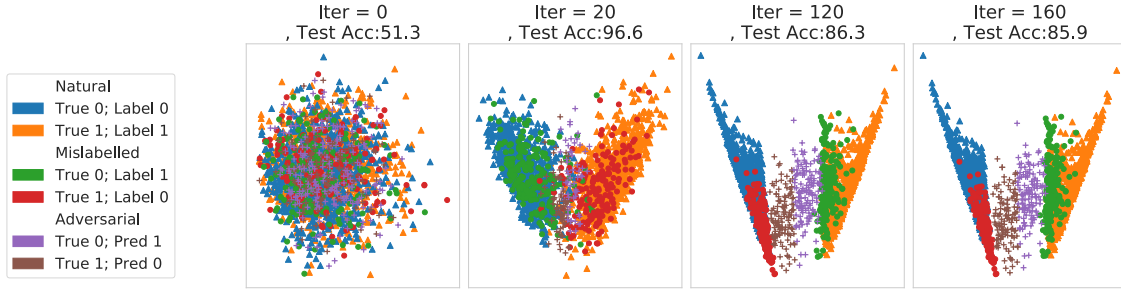 Iter = 0
, Test Acc:51.3
Iter = 20
, Test Acc:96.6
Iter = 120
, Test Acc:86.3
Iter = 160
, Test Acc:85.9
Natural
True 0; Label 0
True 1; Label 1
Mislabelled
True 0; Label 1
True 1; Label 0
Adversarial
True 0; Pred 1
True 1; Pred 0